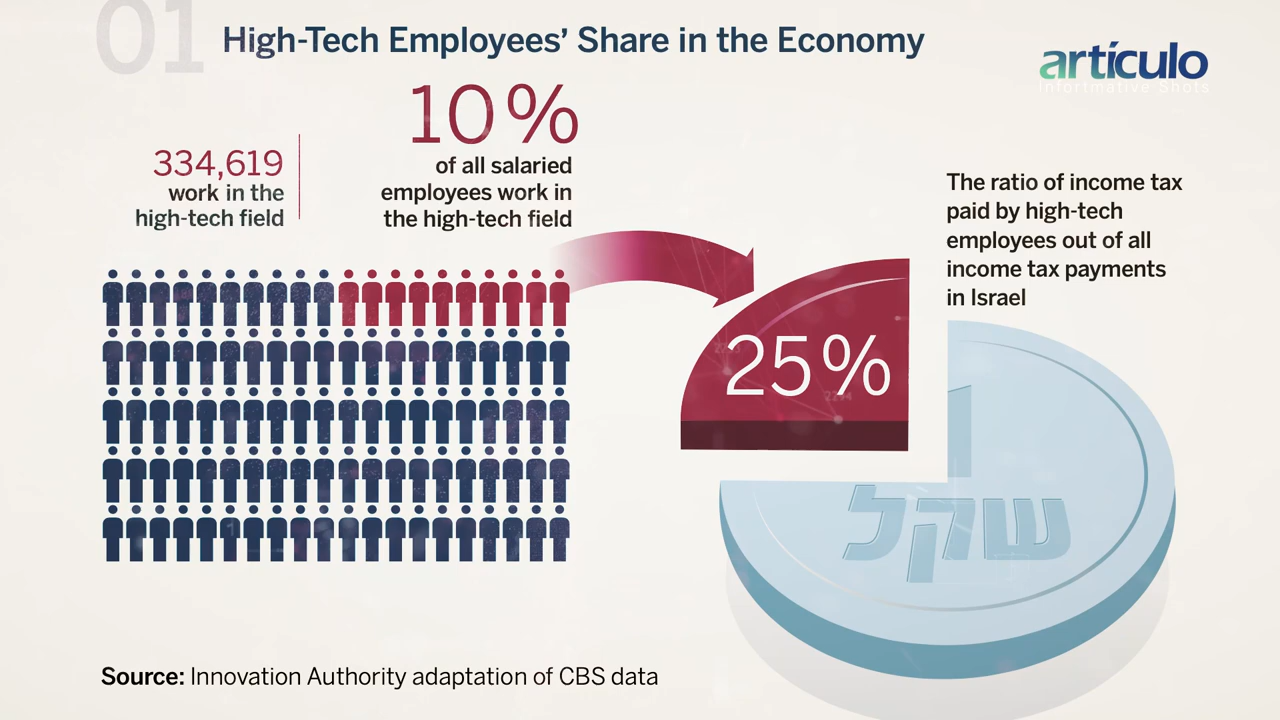 01
High-Tech Employees’ Share in the Economy
artículo
Informative Shots
334,619
work in the
high-tech field
10%
of all salaried
employees work in
the high-tech field
The ratio of income tax
paid by high-tech
employees out of all
income tax payments
in Israel
25%
שקל
Source: Innovation Authority adaptation of CBS data